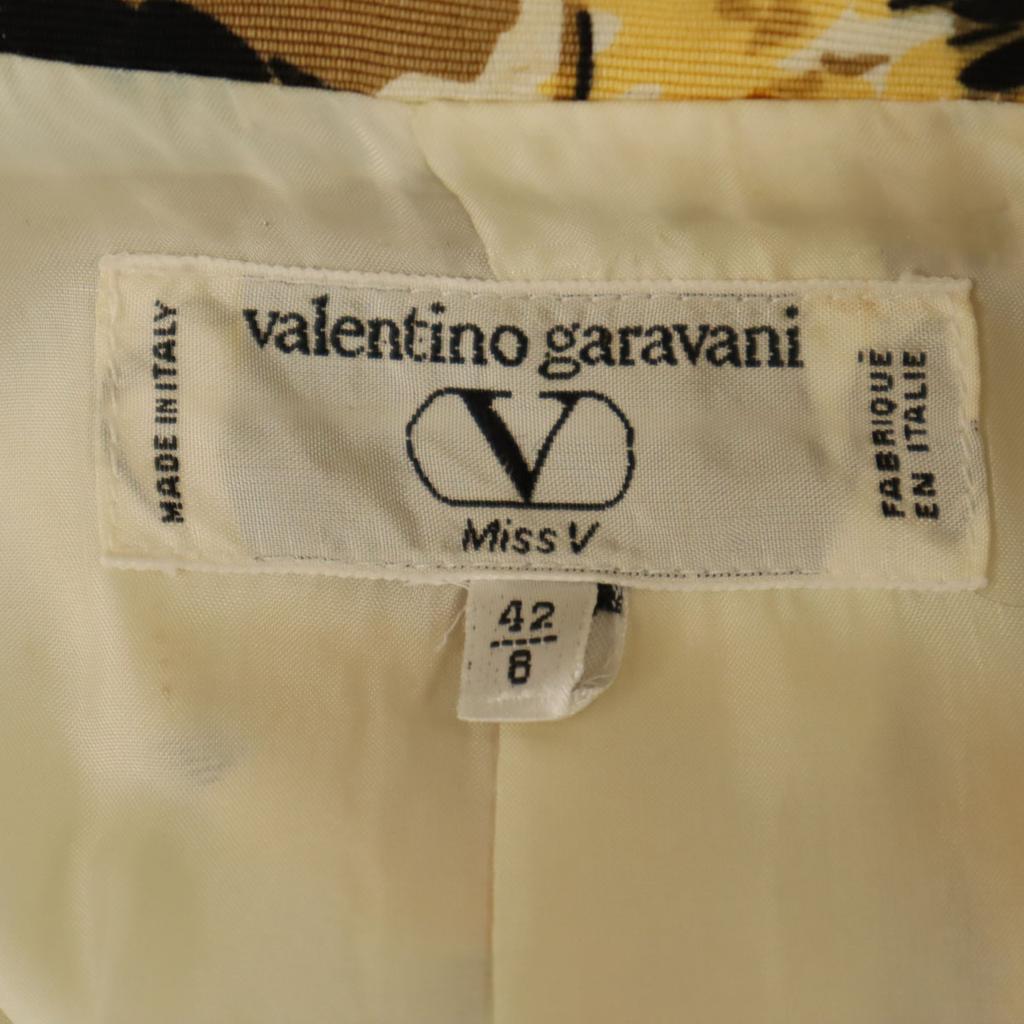 MADE IN ITALY
valentino garavani
V
Miss V
FABRIQUÉ
EN ITALIE
42
8